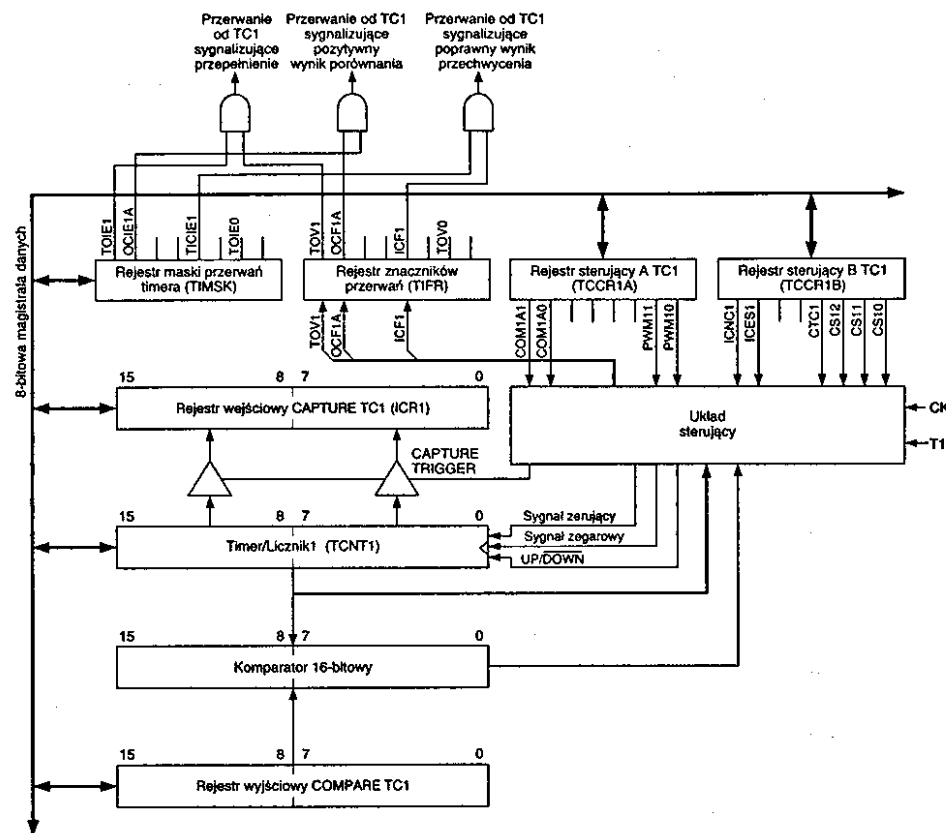 Przerwanie
od TC1
sygnalizujące
przepełnienie
Przerwanie od TC1
sygnalizujące
pozytywny
wynik porównania
Przerwanie od TC1
sygnalizujące
poprawny wynik
przechwycenia
8-bitowa magistrala danych
TOIE1
OCIE1A
TICIE1
TOIE0
TOV1
OCF1A
ICF1
TOV0
Rejestr maski przerwań
timera (TIMSK)
Rejestr znaczników
przerwań (TIFR)
Rejestr sterujący A TC1
(TCCR1A)
Rejestr sterujący B TC1
(TCCR1B)
TOV1
OCF1A
ICF1
COM1A1
COM1A0
PWM11
PWM10
ICNC1
ICES1
CTC1
CS12
CS11
CS10
15 8 7 0
Rejestr wejściowy CAPTURE TC1 (ICR1)
Układ
sterujący
CK
T1
CAPTURE
TRIGGER
15 8 7 0
Timer/Licznik1 (TCNT1)
Sygnał zerujący
Sygnał zegarowy
UP/DOWN
15 8 7 0
Komparator 16-bitowy
15 8 7 0
Rejestr wyjściowy COMPARE TC1